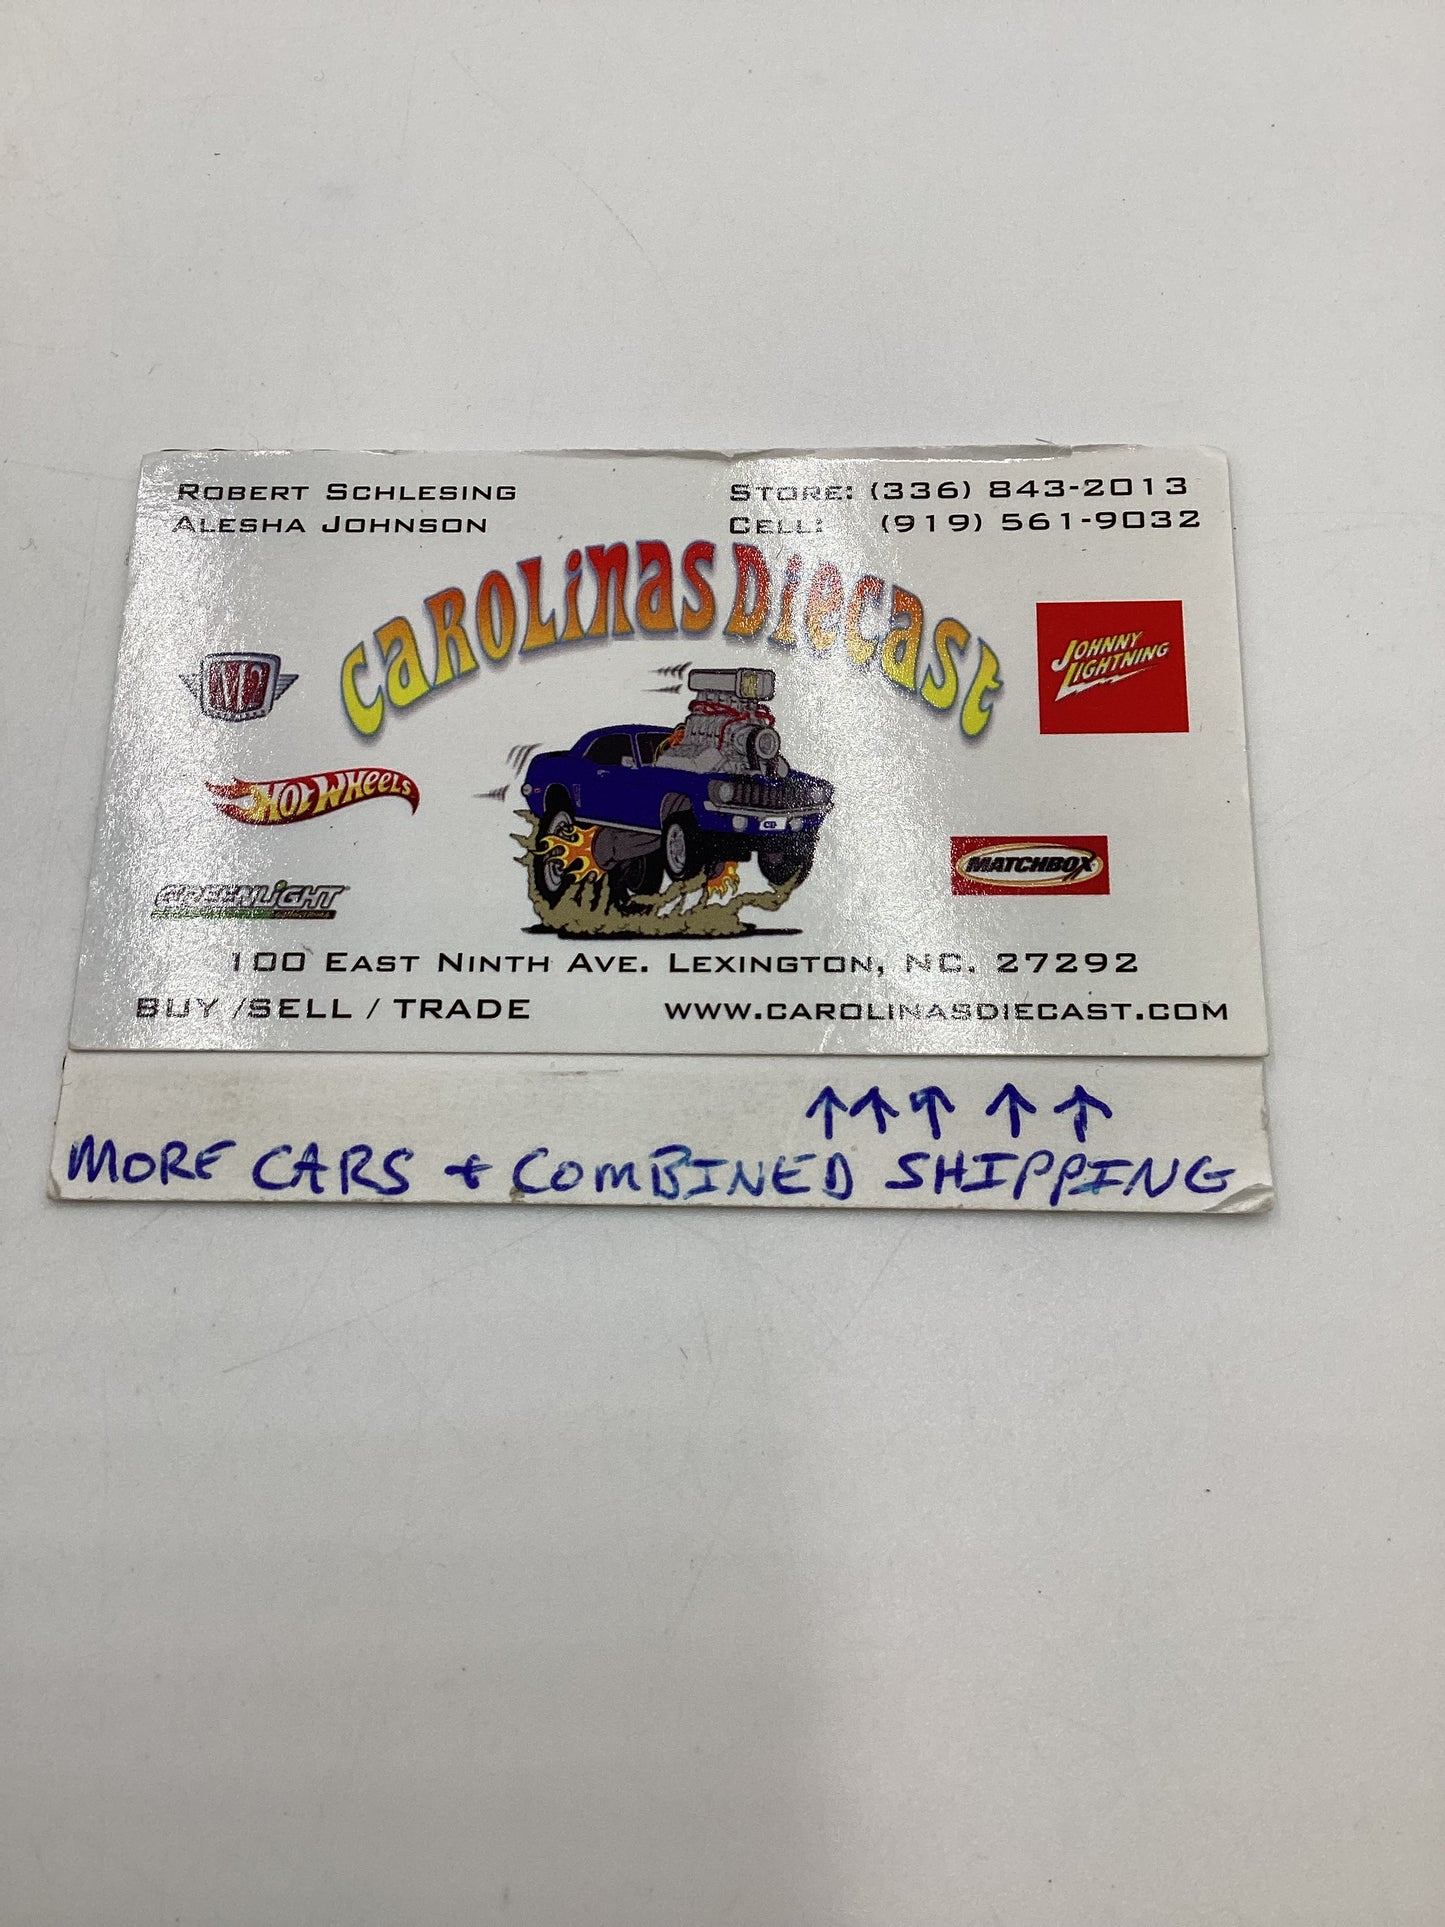 ROBERT SCHLESING
ALESHA JOHNSON
STORE: (336) 843-2013
CELL: (919) 561-9032
CAROLINAS DIECAST
M2
JOHNNY LIGHTNING
HOT WHEELS
MATCHBOX
GREENLIGHT
100 EAST NINTH AVE. LEXINGTON, NC. 27292
BUY /SELL / TRADE
WWW.CAROLINASDIECAST.COM
↑↑↑↑↑
MORE CARS + COMBINED SHIPPING